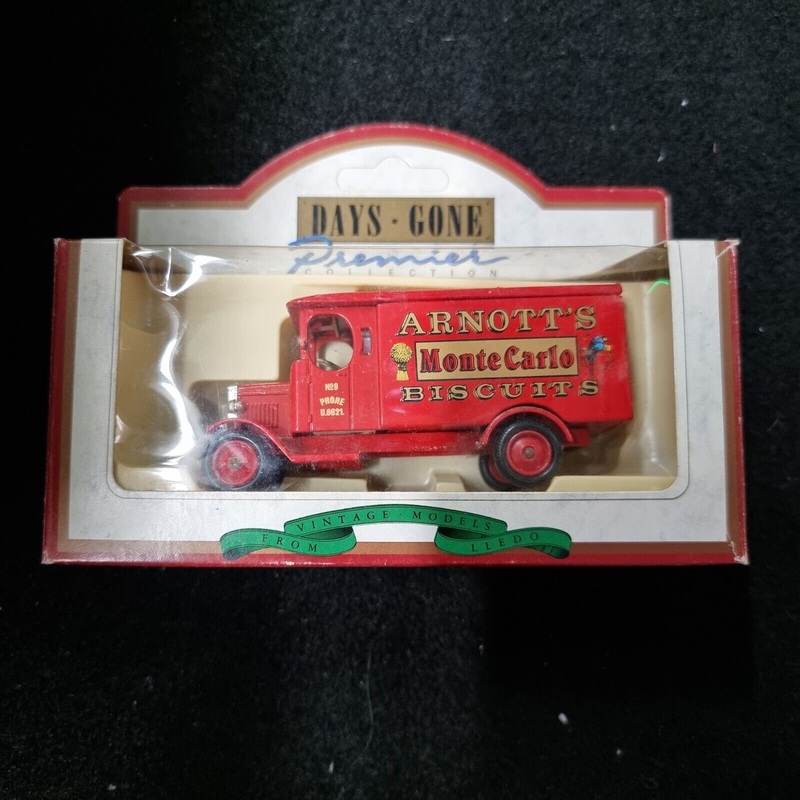 DAYS · GONE
Premier
COLLECTION
ARNOTT'S
Monte Carlo
BISCUITS
No9
PHONE
U.6621.
VINTAGE · MODELS
FROM LLEDO